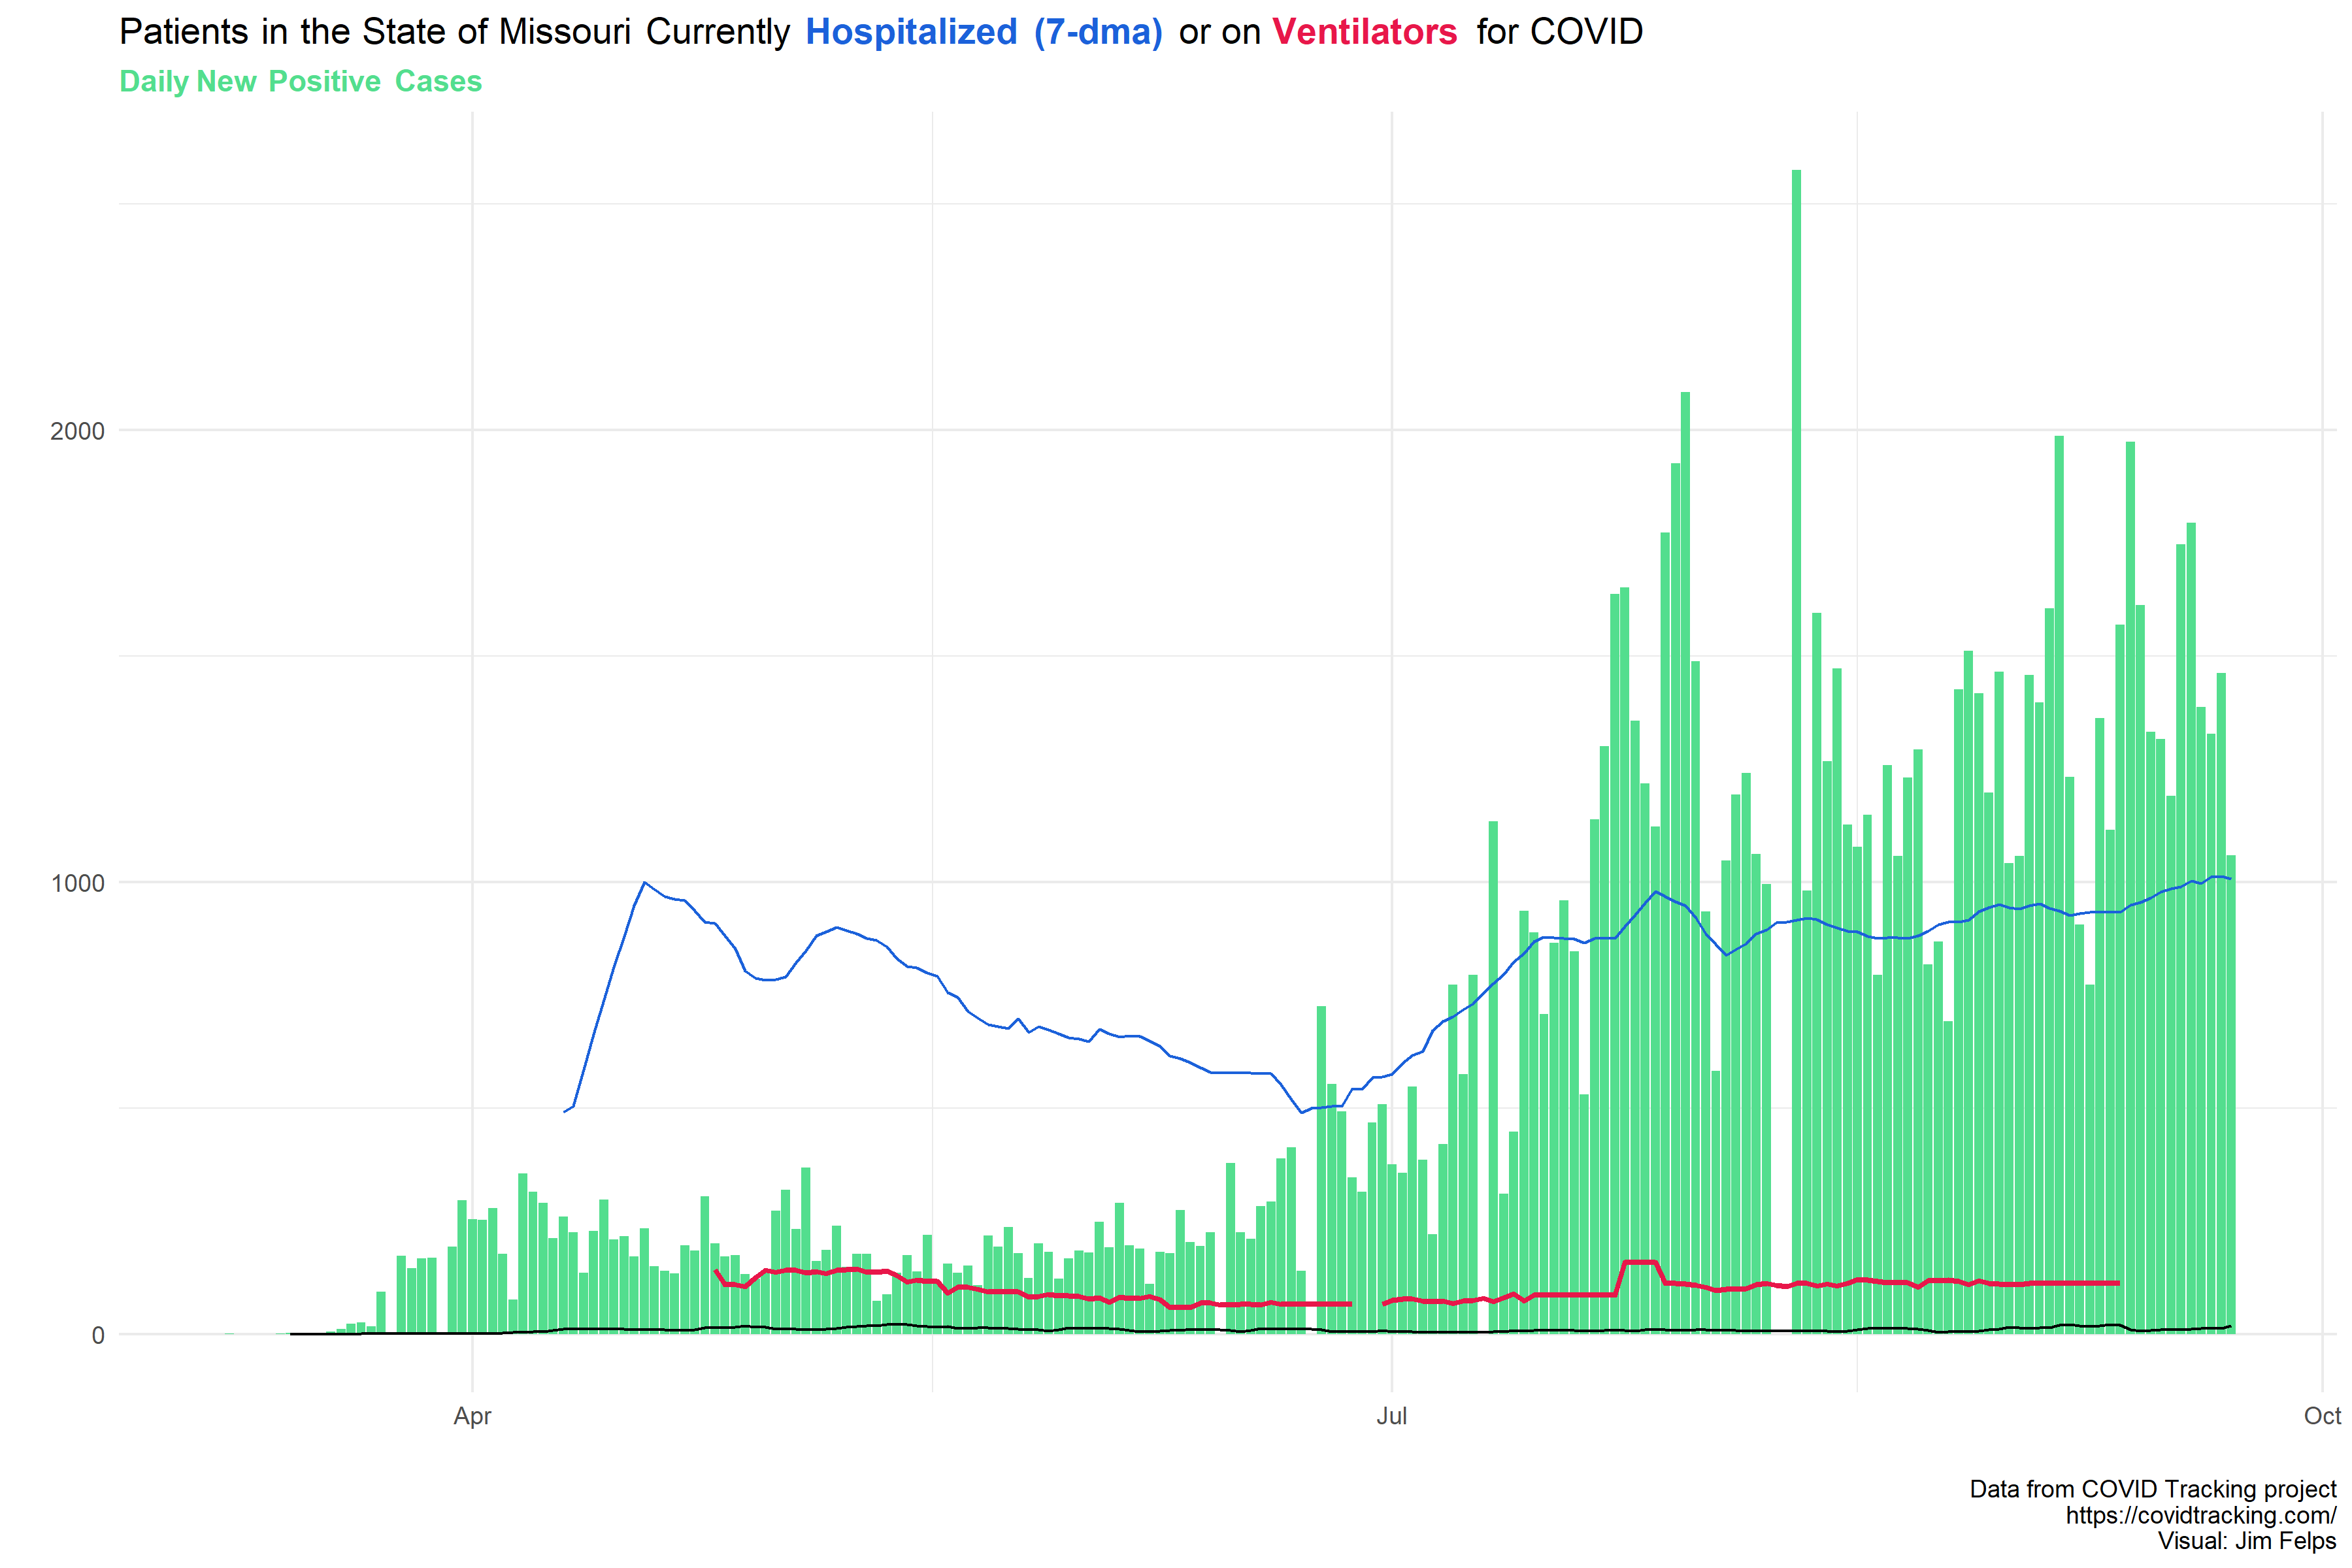 Patients in the State of Missouri Currently Hospitalized (7-dma) or on Ventilators for COVID
Daily New Positive Cases
2000
1000
0
Apr
Jul
Oct
Data from COVID Tracking project
https://covidtracking.com/
Visual: Jim Felps